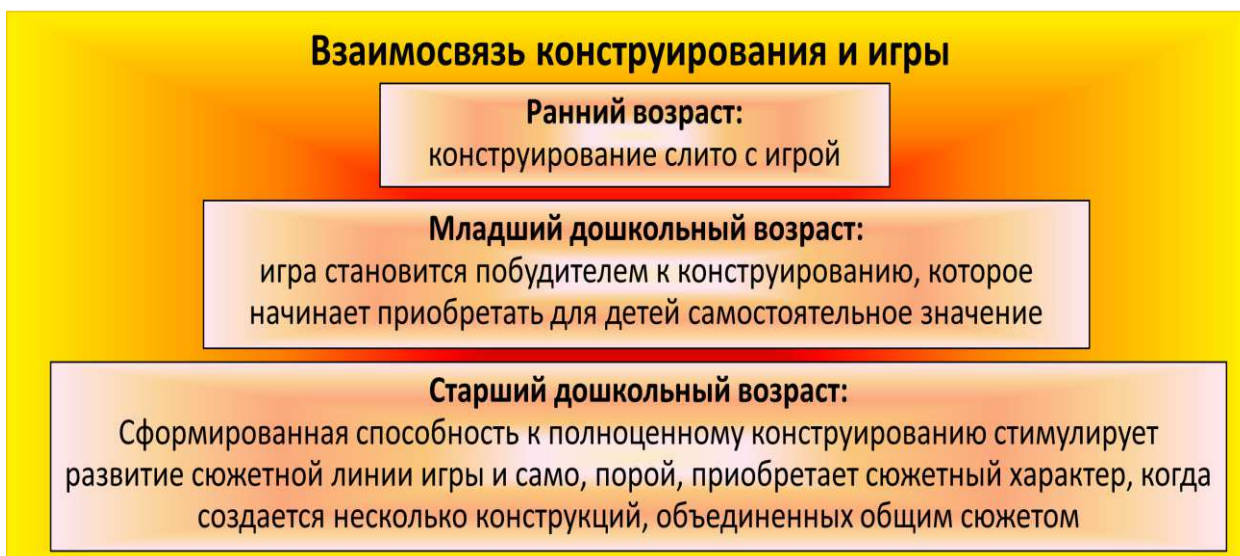 Взаимосвязь конструирования и игры
Ранний возраст:
конструирование слито с игрой
Младший дошкольный возраст:
игра становится побудителем к конструированию, которое
начинает приобретать для детей самостоятельное значение
Старший дошкольный возраст:
Сформированная способность к полноценному конструированию стимулирует
развитие сюжетной линии игры и само, порой, приобретает сюжетный характер, когда
создается несколько конструкций, объединенных общим сюжетом